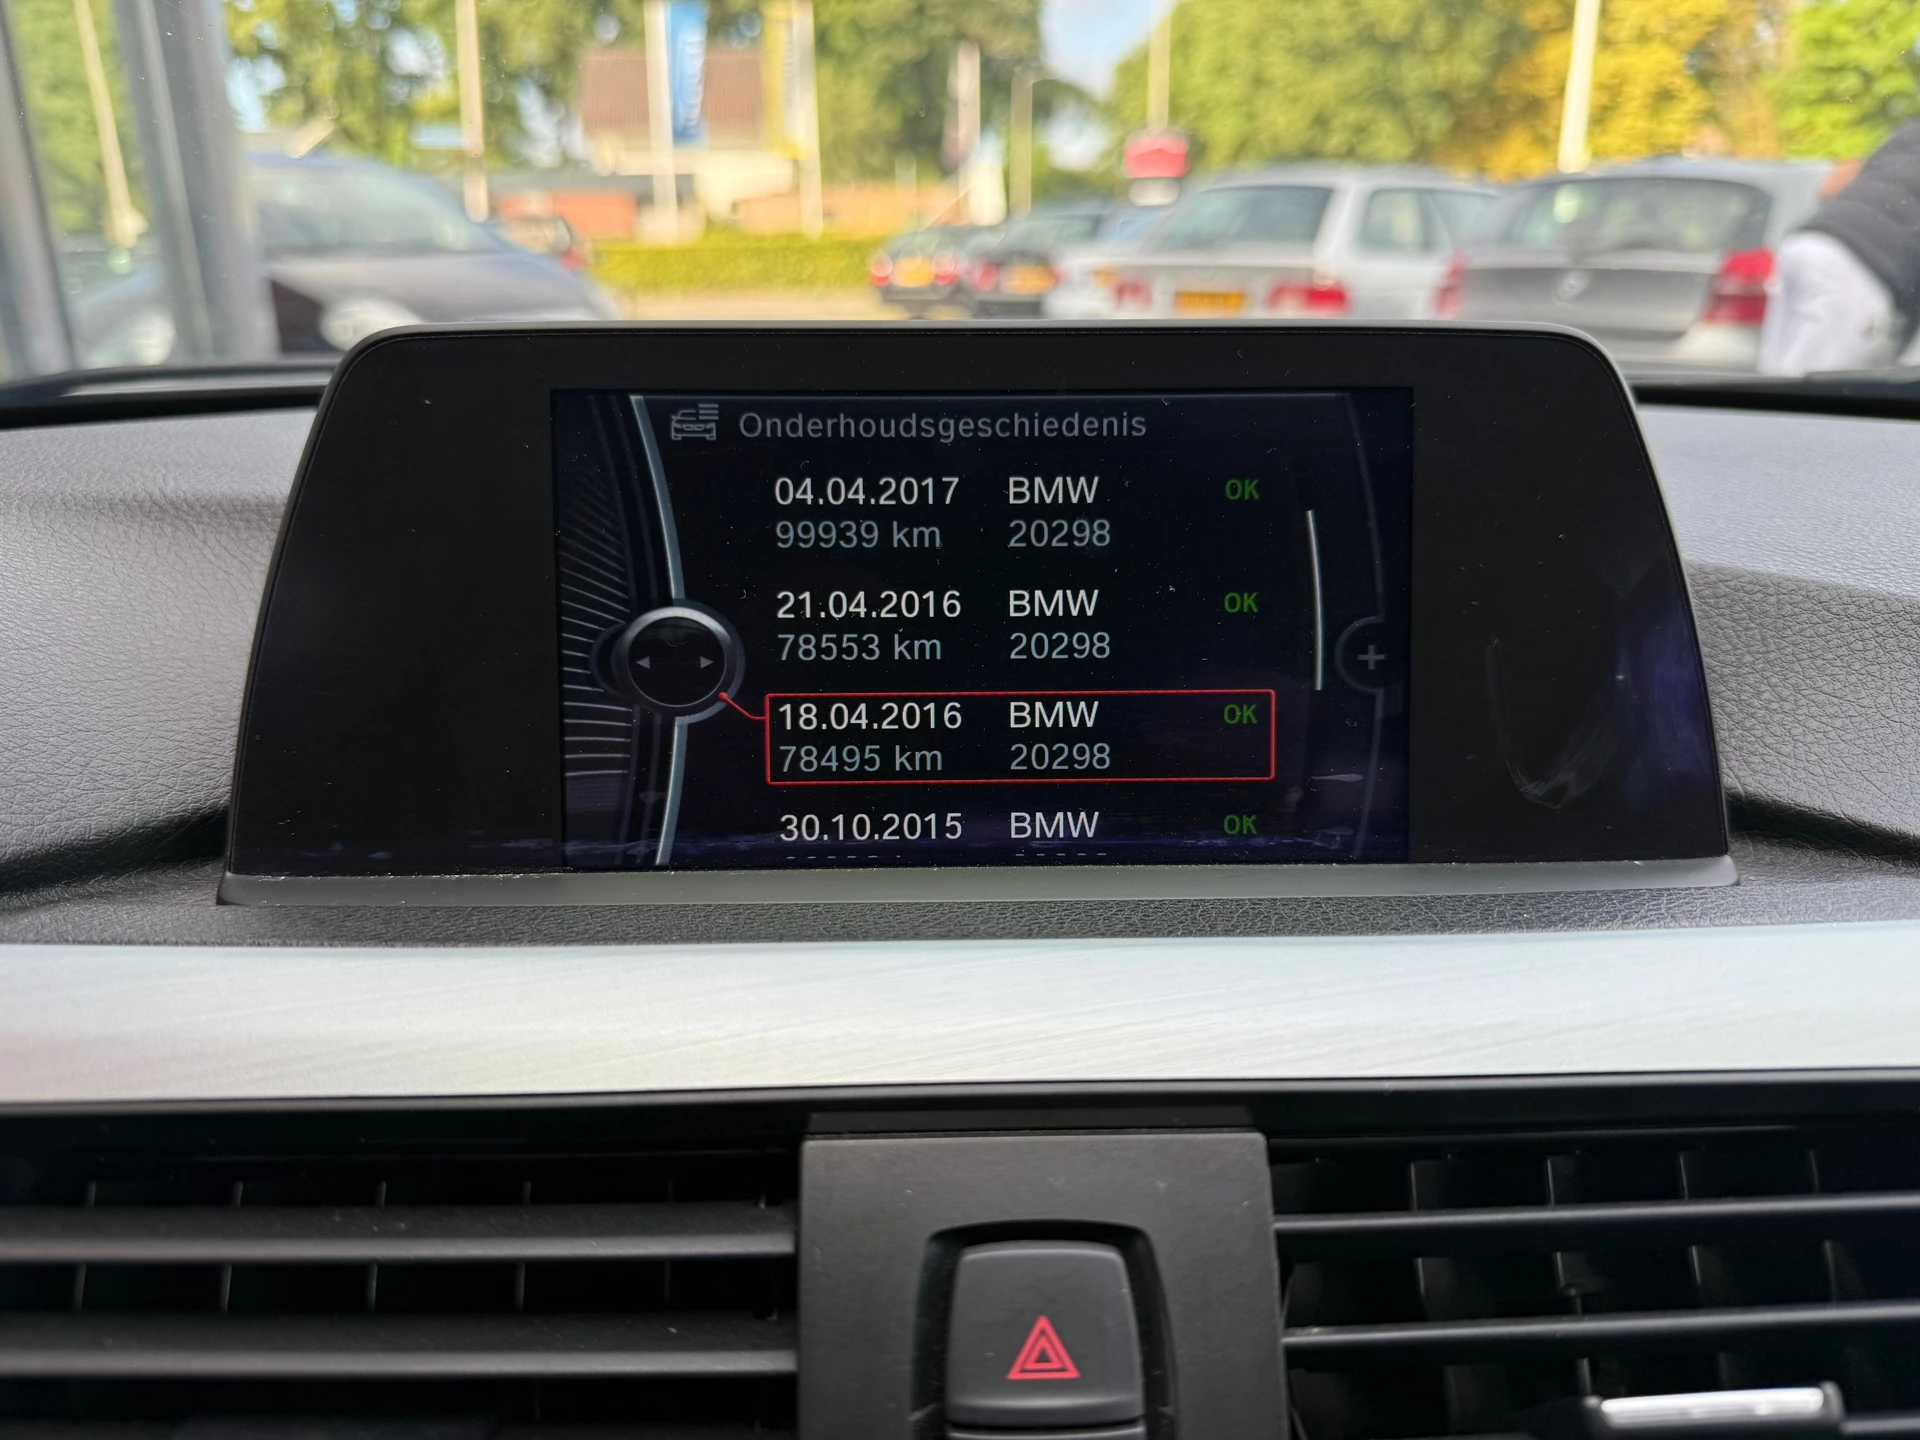 Onderhoudsgeschiedenis
04.04.2017 BMW OK
99939 km 20298
21.04.2016 BMW OK
78553 km 20298
18.04.2016 BMW OK
78495 km 20298
30.10.2015 BMW OK